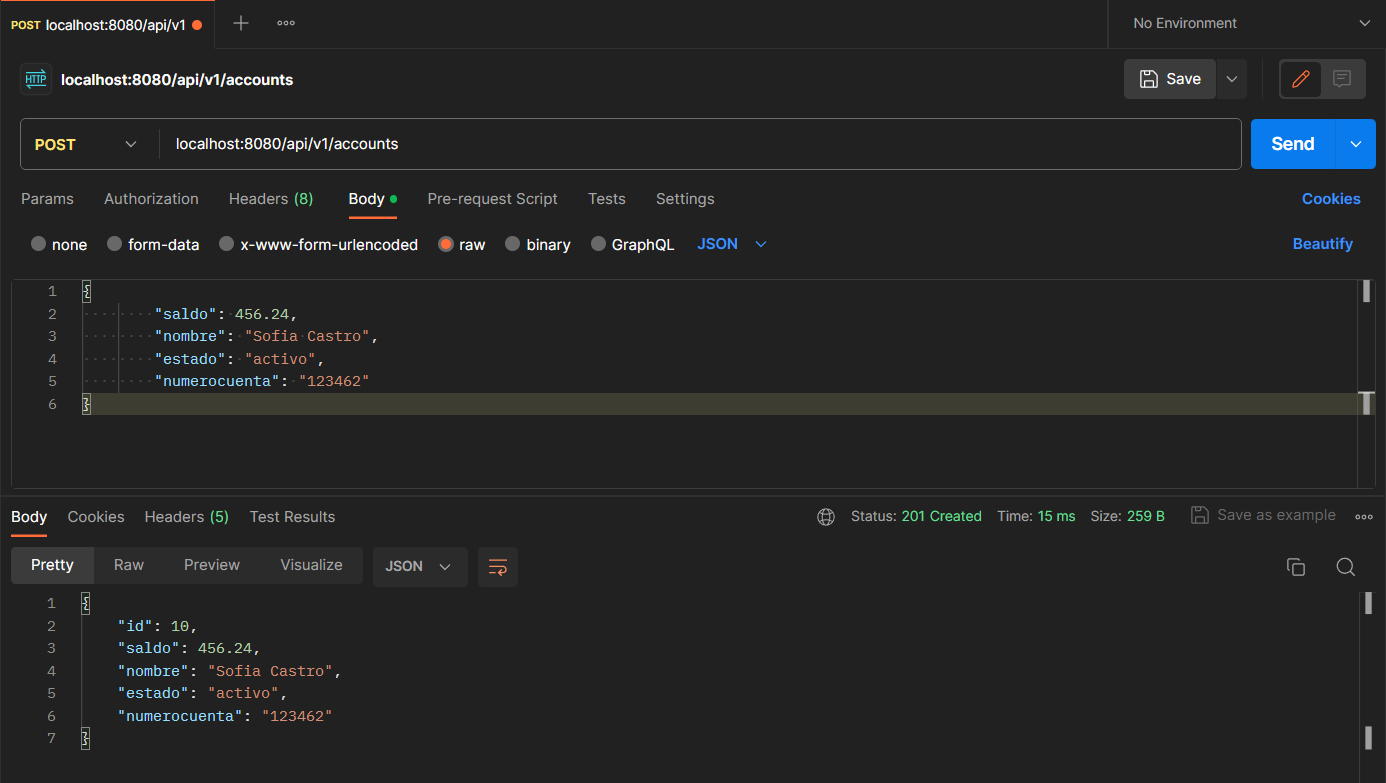 POST localhost:8080/api/v1
No Environment
HTTP localhost:8080/api/v1/accounts
Save
POST localhost:8080/api/v1/accounts
Send
Params Authorization Headers (8) Body Pre-request Script Tests Settings Cookies
none form-data x-www-form-urlencoded raw binary GraphQL JSON Beautify
1 {
2 "saldo": 456.24,
3 "nombre": "Sofia Castro",
4 "estado": "activo",
5 "numerocuenta": "123462"
6 }
Body Cookies Headers (5) Test Results Status: 201 Created Time: 15 ms Size: 259 B Save as example
Pretty Raw Preview Visualize JSON
1 {
2 "id": 10,
3 "saldo": 456.24,
4 "nombre": "Sofia Castro",
5 "estado": "activo",
6 "numerocuenta": "123462"
7 }